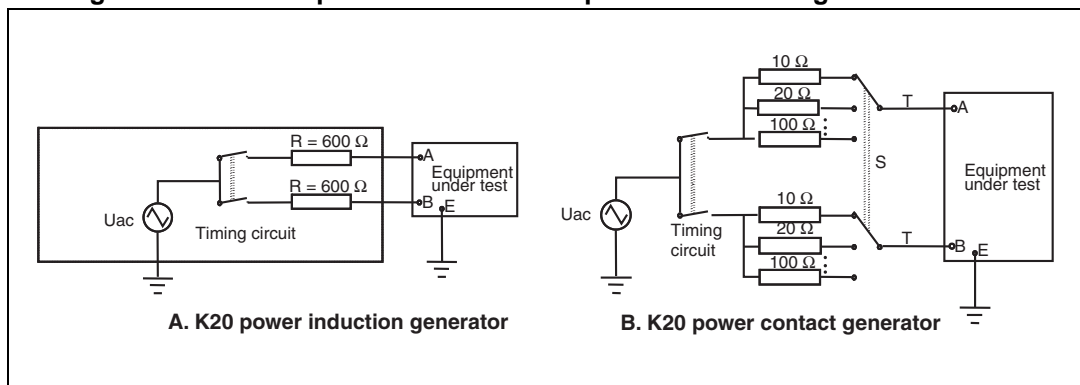 R = 600 Ω
A
Equipment
under test
R = 600 Ω
B
E
Uac
Timing circuit
A. K20 power induction generator
10 Ω
20 Ω
100 Ω
T
A
S
Equipment
under test
Uac
Timing
circuit
10 Ω
20 Ω
100 Ω
T
B
E
B. K20 power contact generator